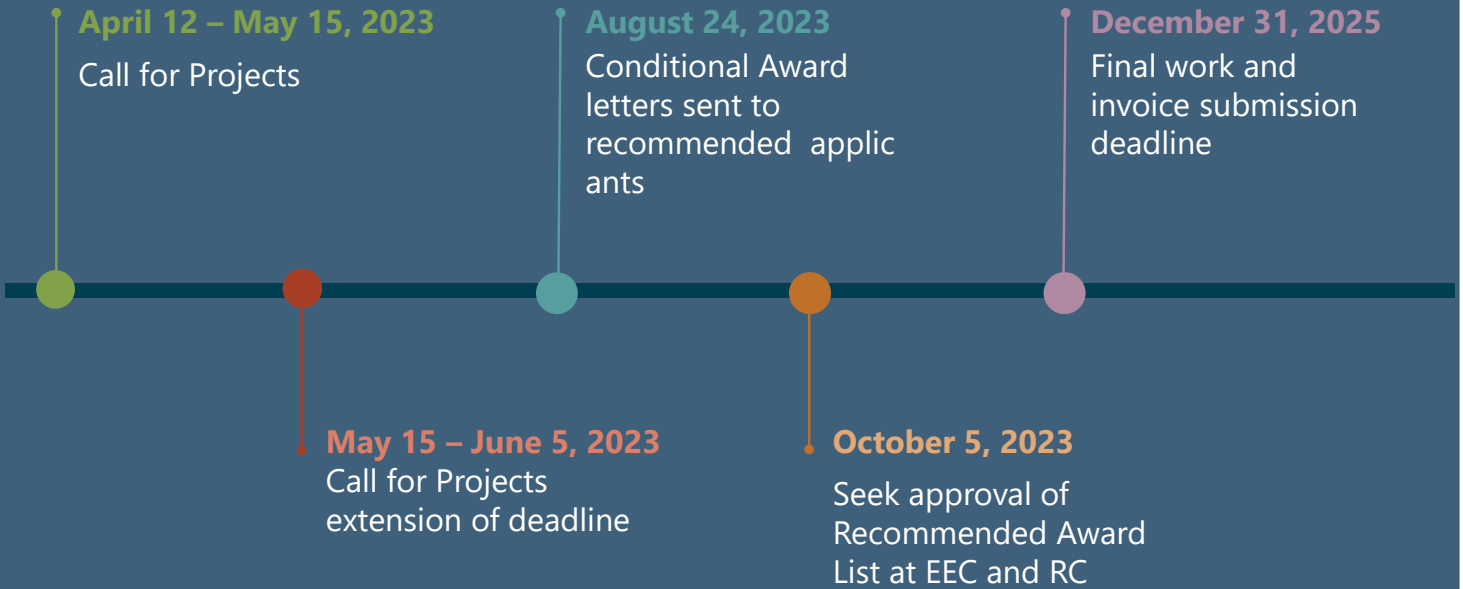 April 12 – May 15, 2023
Call for Projects
May 15 – June 5, 2023
Call for Projects
extension of deadline
August 24, 2023
Conditional Award
letters sent to
recommended  applic
ants
October 5, 2023
Seek approval of
Recommended Award
List at EEC and RC
December 31, 2025
Final work and
invoice submission
deadline